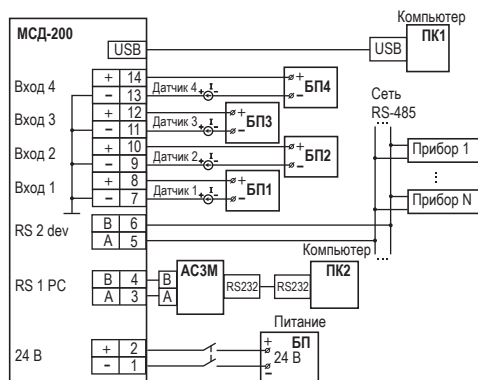 Компьютер
МСД-200
USB
USB
ПК1
Вход 4
+ 14
− 13
Датчик 4 + I −
+
−
БП4
Вход 3
+ 12
− 11
Датчик 3 + I −
+
−
БП3
Вход 2
+ 10
− 9
Датчик 2 + I −
+
−
БП2
Вход 1
+ 8
− 7
Датчик 1 + I −
+
−
БП1
Сеть
RS-485
Прибор 1
Прибор N
RS 2 dev
B 6
A 5
Компьютер
RS 1 PC
B 4
A 3
B
A
АС3М
RS232
RS232
ПК2
Питание
24 В
+ 2
− 1
+
−
БП
24 В